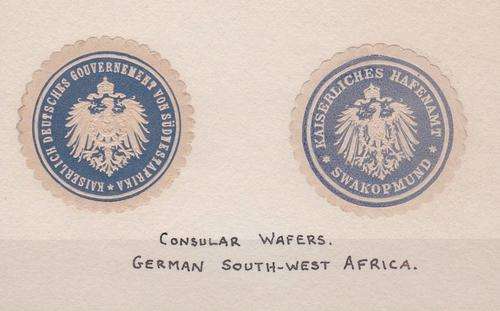 KAISERLICH DEUTSCHES GOUVERNEMENT VON SÜDWESTAFRIKA
KAISERLICHES HAFENAMT
SWAKOPMUND
CONSULAR WAFERS.
GERMAN SOUTH-WEST AFRICA.